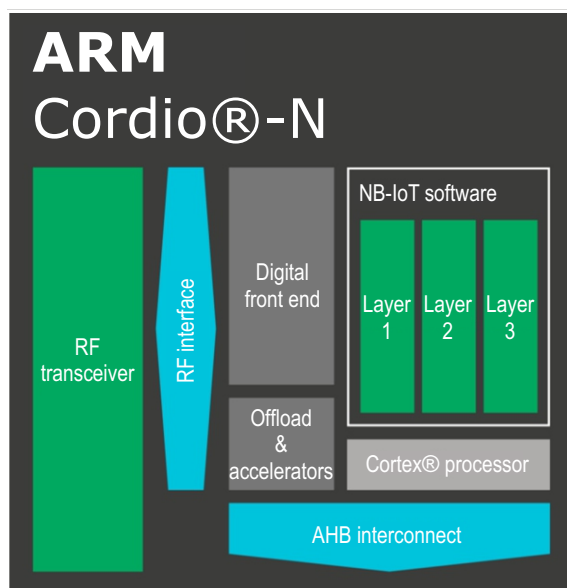 ARM
Cordio®-N
RF
transceiver
RF interface
Digital
front end
Offload
&
accelerators
NB-IoT software
Layer
1
Layer
2
Layer
3
Cortex® processor
AHB interconnect